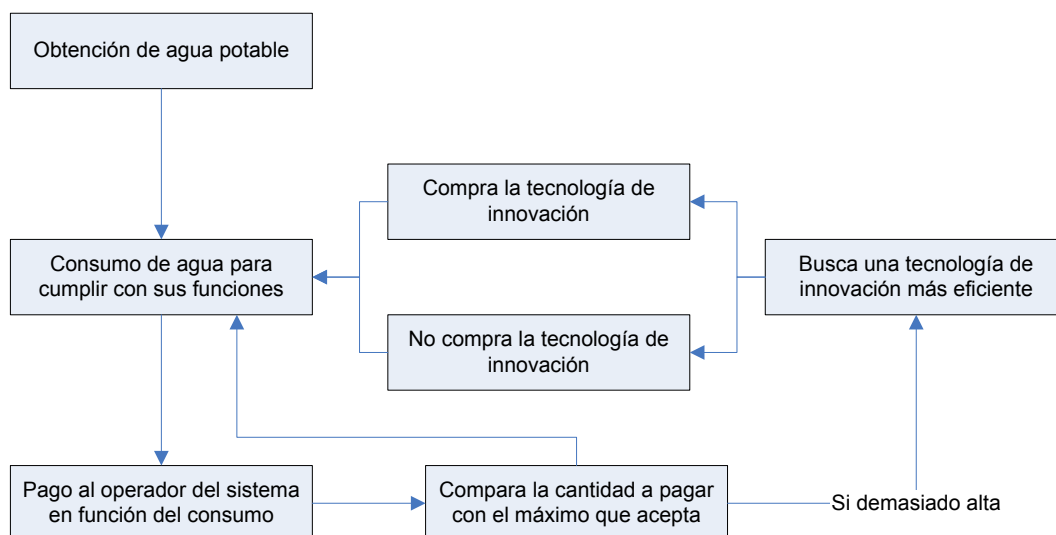 Obtención de agua potable
Compra la tecnología de
innovación
Consumo de agua para
cumplir con sus funciones
Busca una tecnología de
innovación más eficiente
No compra la tecnología de
innovación
Pago al operador del sistema
en función del consumo
Compara la cantidad a pagar
con el máximo que acepta
Si demasiado alta